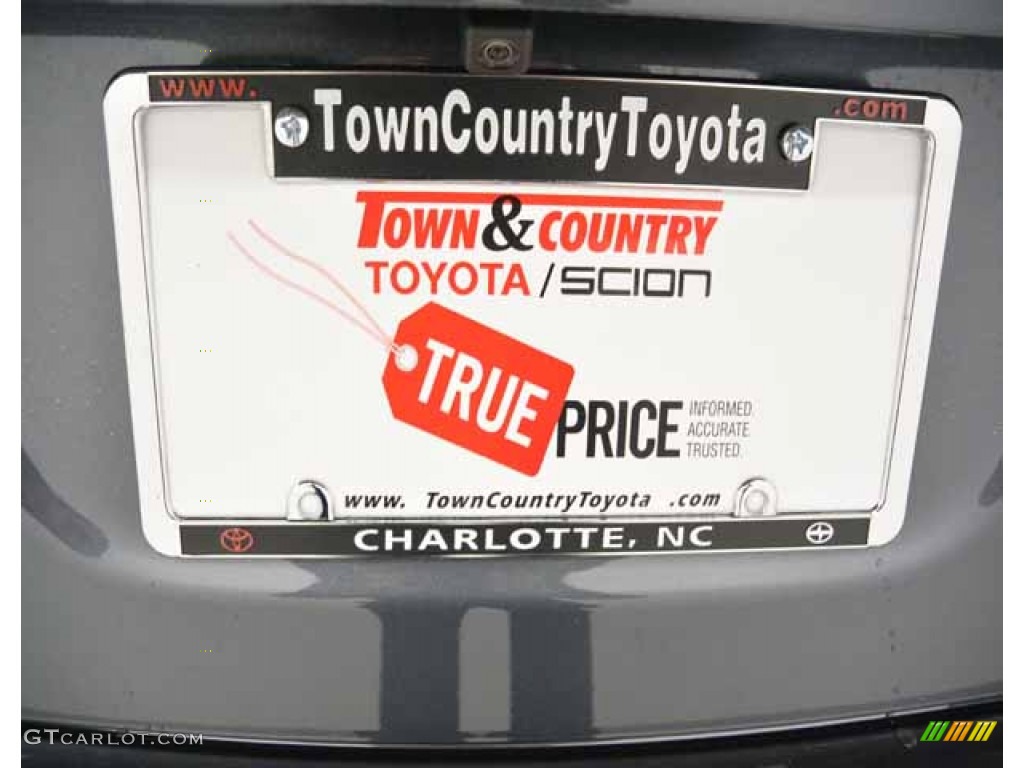 www. TownCountryToyota .com
TOWN & COUNTRY
TOYOTA / SCION
TRUE PRICE
INFORMED.
ACCURATE.
TRUSTED.
www. TownCountryToyota .com
CHARLOTTE, NC
GTCARLOT.COM